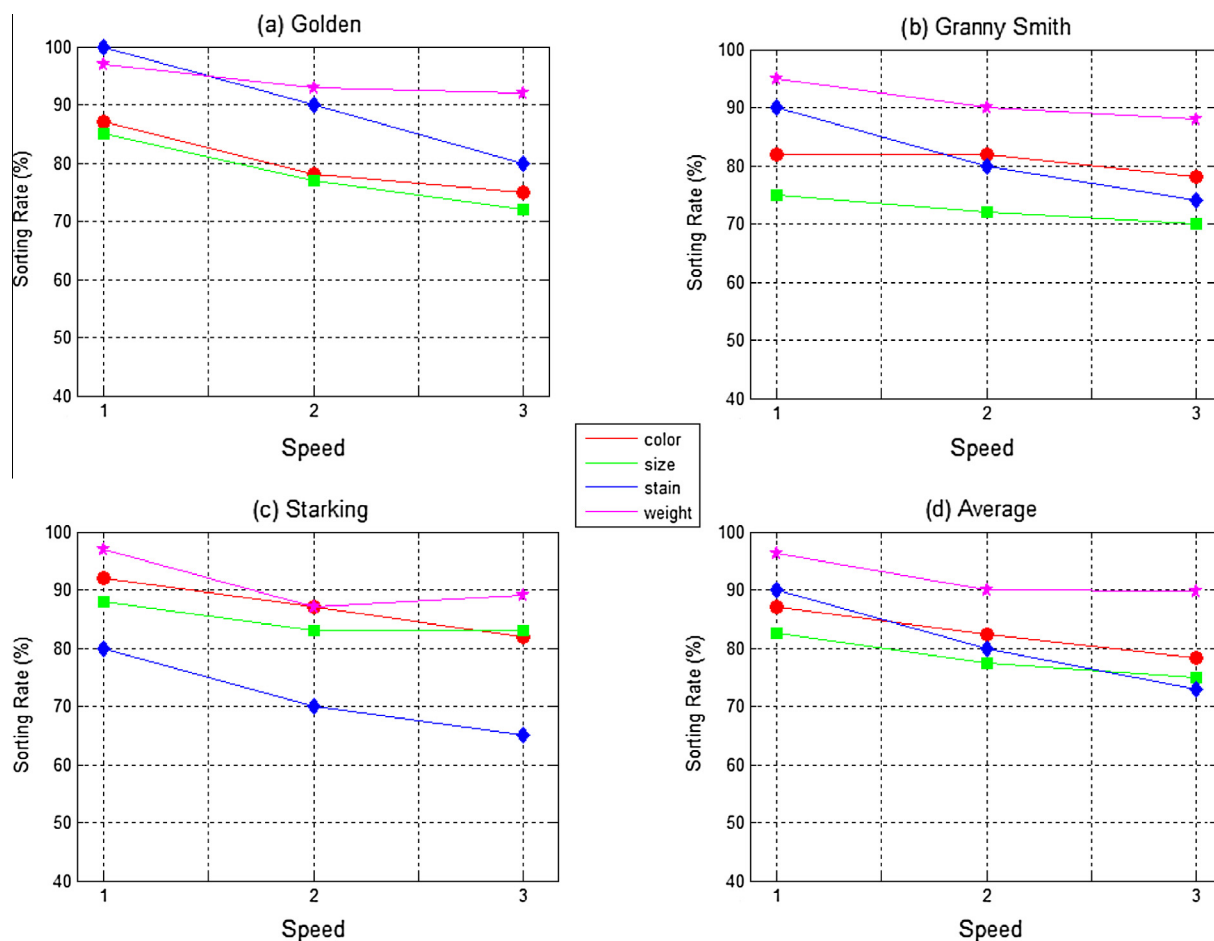 (a) Golden
100
90
80
70
60
50
40
Sorting Rate (%)
1 2 3
Speed
(b) Granny Smith
100
90
80
70
60
50
40
Sorting Rate (%)
1 2 3
Speed
color
size
stain
weight
(c) Starking
100
90
80
70
60
50
40
Sorting Rate (%)
1 2 3
Speed
(d) Average
100
90
80
70
60
50
40
Sorting Rate (%)
1 2 3
Speed